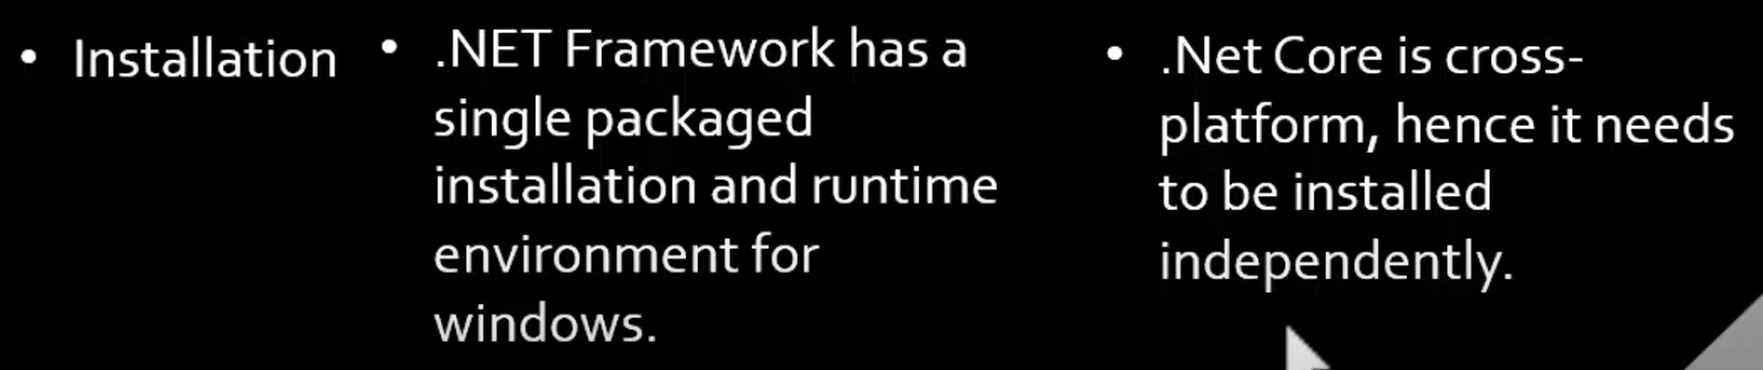 • Installation
• .NET Framework has a
single packaged
installation and runtime
environment for
windows.
• .Net Core is cross-
platform, hence it needs
to be installed
independently.